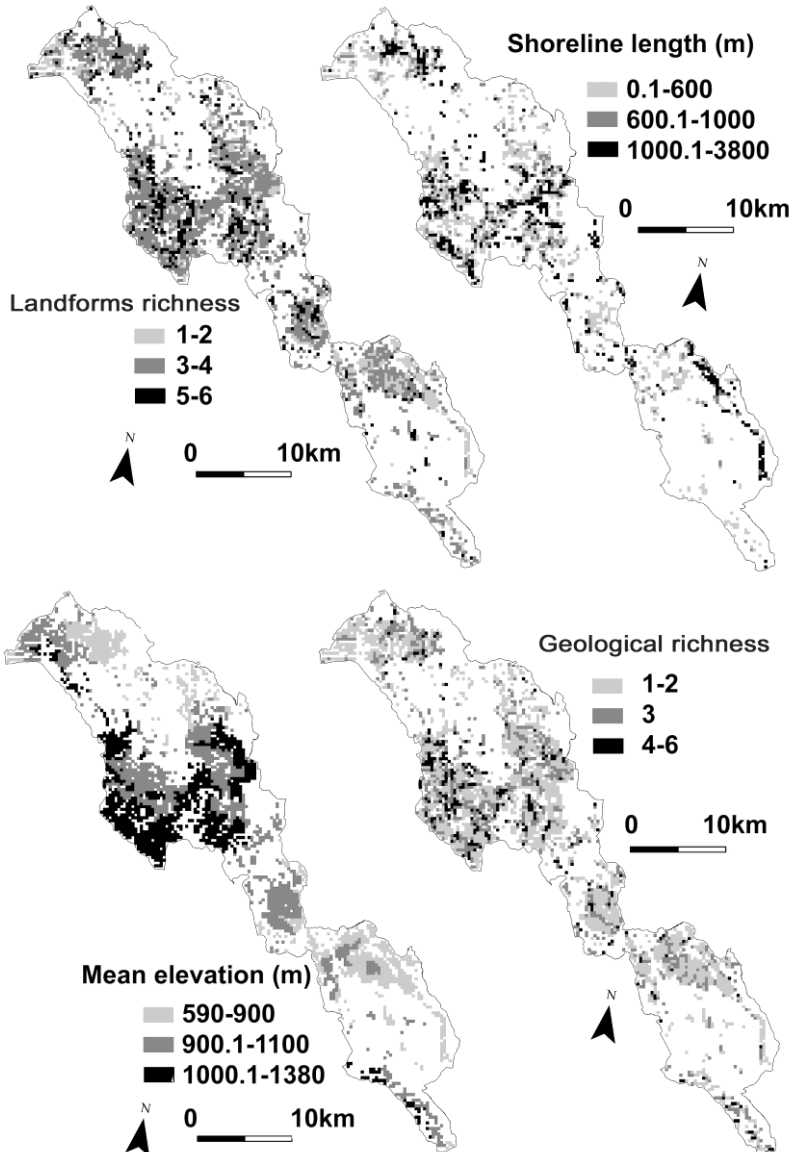 Shoreline length (m)
0.1-600
600.1-1000
1000.1-3800
0 10km
N
Landforms richness
1-2
3-4
5-6
N
0 10km
Geological richness
1-2
3
4-6
0 10km
N
Mean elevation (m)
590-900
900.1-1100
1000.1-1380
N
0 10km